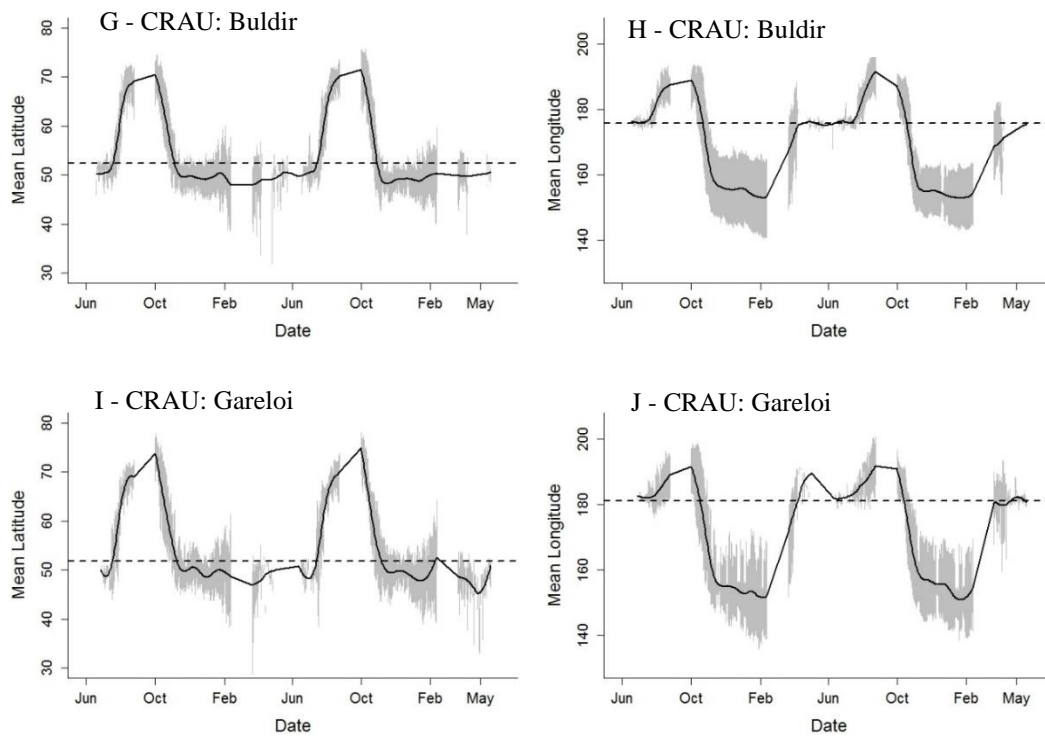 G - CRAU: Buldir
Mean Latitude
80
70
60
50
40
30
Jun Oct Feb Jun Oct Feb May
Date
H - CRAU: Buldir
Mean Longitude
200
180
160
140
Jun Oct Feb Jun Oct Feb May
Date
I - CRAU: Gareloi
Mean Latitude
80
70
60
50
40
30
Jun Oct Feb Jun Oct Feb May
Date
J - CRAU: Gareloi
Mean Longitude
200
180
160
140
Jun Oct Feb Jun Oct Feb May
Date